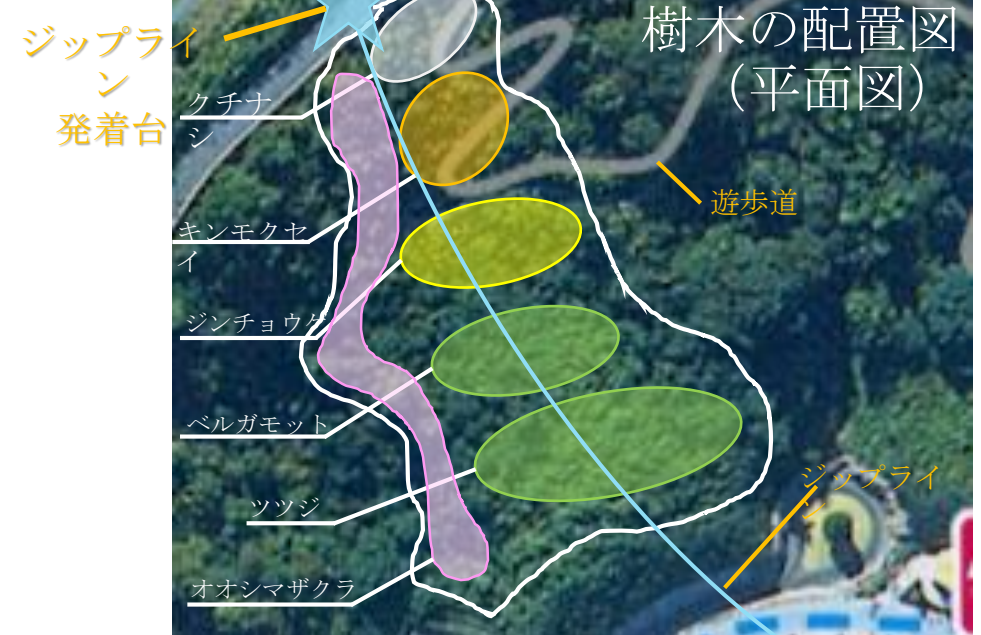 樹木の配置図
（平面図）
ジップライ
ン
発着台
クチナ
シ
遊歩道
キンモクセ
イ
ジンチョウゲ
ベルガモット
ジップライ
ン
ツツジ
オオシマザクラ